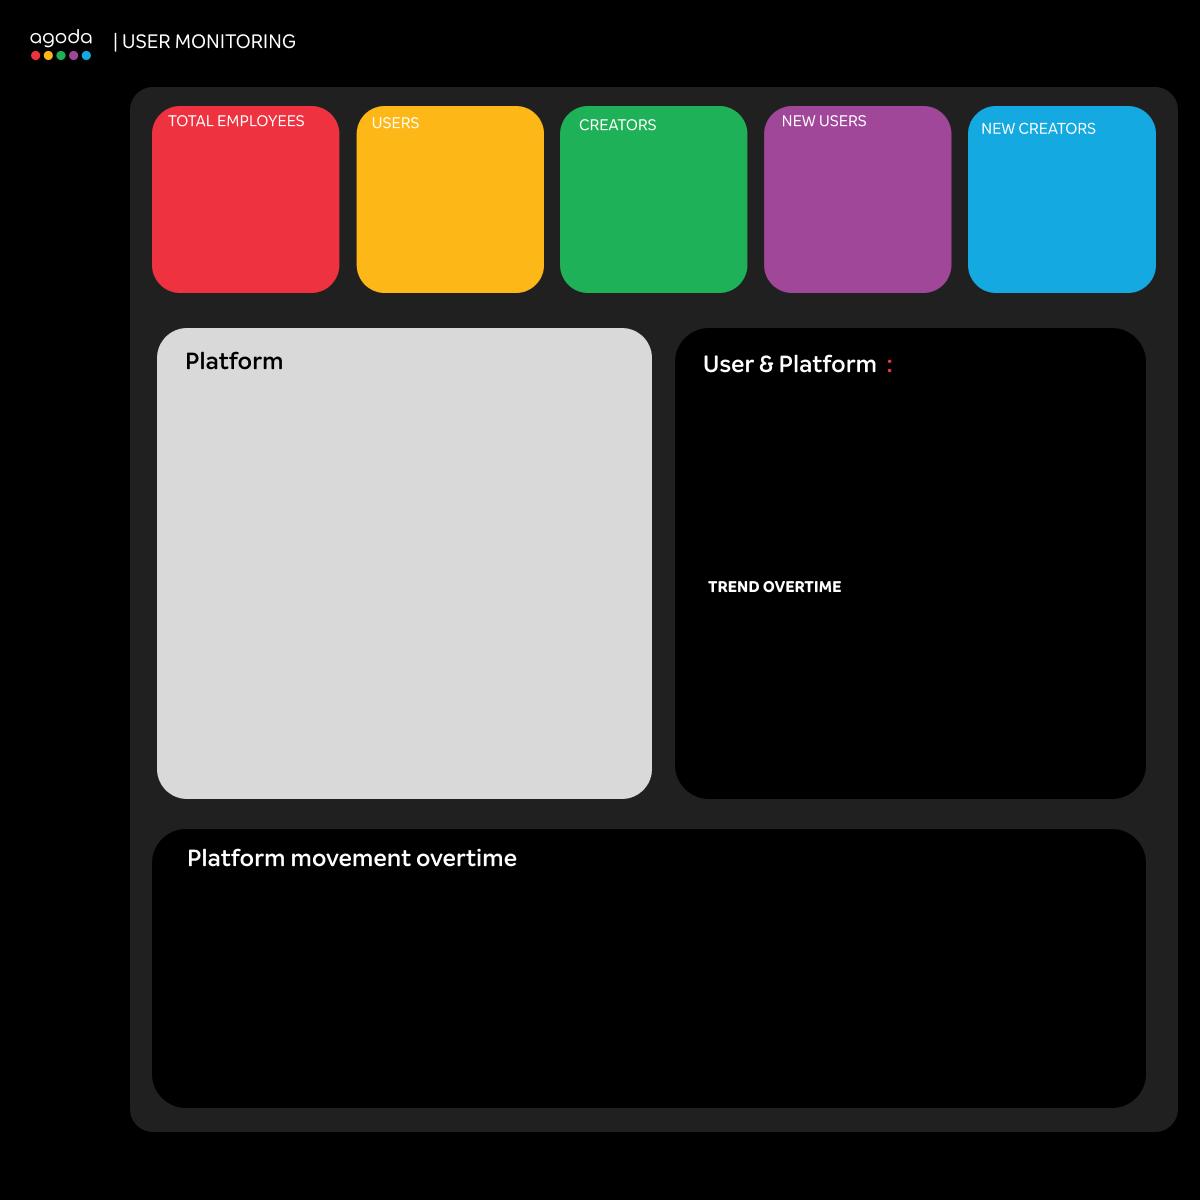 agoda
| USER MONITORING
TOTAL EMPLOYEES
USERS
CREATORS
NEW USERS
NEW CREATORS
Platform
User & Platform :
TREND OVERTIME
Platform movement overtime